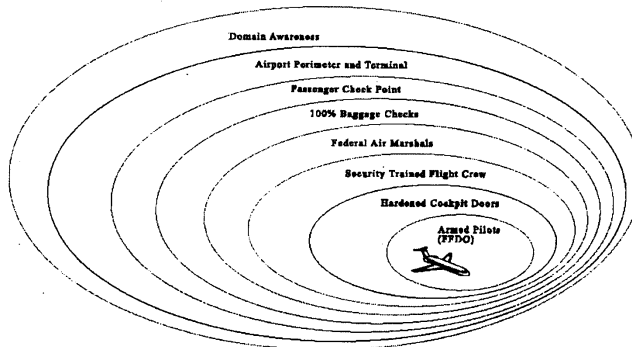 Domain Awareness
Airport Perimeter and Terminal
Passenger Check Point
100% Baggage Checks
Federal Air Marshals
Security Trained Flight Crew
Hardened Cockpit Doors
Armed Pilots
(FFDO)